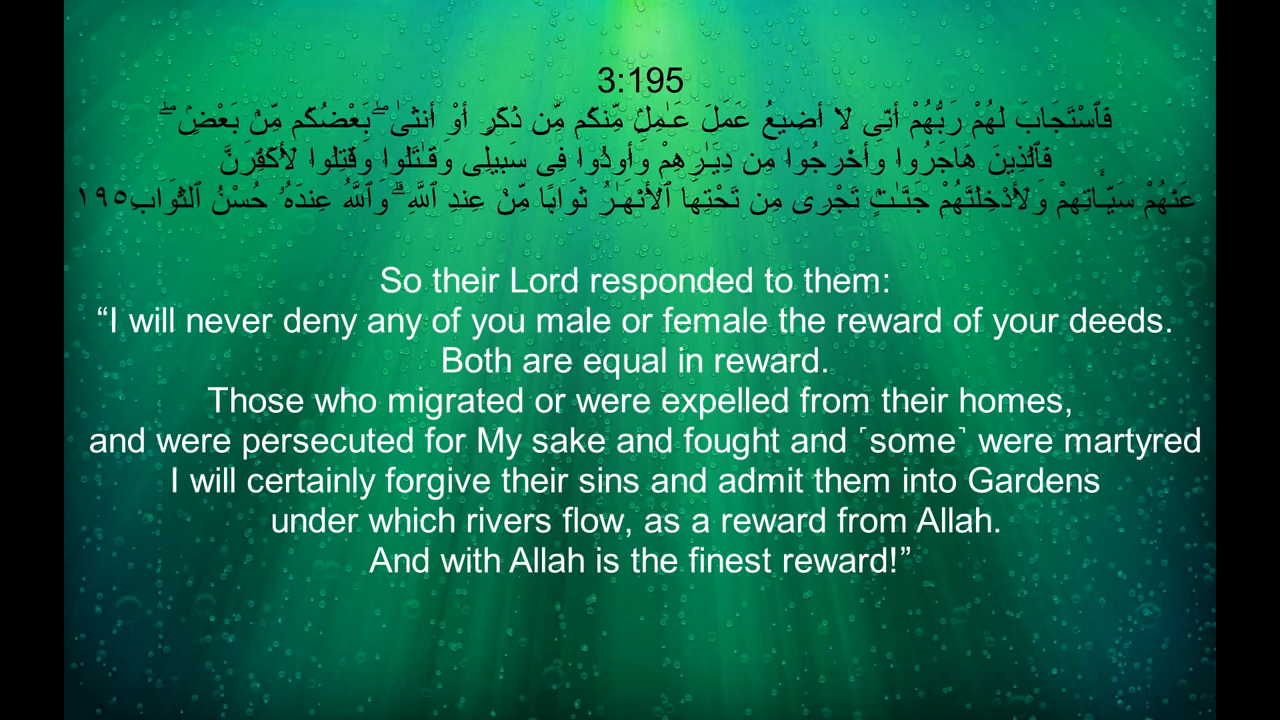 3:195
فَٱسْتَجَابَ لَهُمْ رَبُّهُمْ أَنِّى لَا أُضِيعُ عَمَلَ عَـٰمِلٍۢ مِّنكُم مِّن ذَكَرٍ أَوْ أُنثَىٰ ۖ بَعْضُكُم مِّنۢ بَعْضٍۢ ۖ
فَٱلَّذِينَ هَاجَرُوا وَأُخْرِجُوا مِن دِيَـٰرِهِمْ وَأُوذُوا فِى سَبِيلِى وَقَـٰتَلُوا وَقُتِلُوا لَأُكَفِّرَنَّ
عَنْهُمْ سَيِّـَٔاتِهِمْ وَلَأُدْخِلَنَّهُمْ جَنَّـٰتٍۢ تَجْرِى مِن تَحْتِهَا ٱلْأَنْهَـٰرُ ثَوَابًا مِّنْ عِندِ ٱللَّهِ ۗ وَٱللَّهُ عِندَهُۥ حُسْنُ ٱلثَّوَابِ ١٩٥
So their Lord responded to them:
“I will never deny any of you male or female the reward of your deeds.
Both are equal in reward.
Those who migrated or were expelled from their homes,
and were persecuted for My sake and fought and ˹some˺ were martyred
I will certainly forgive their sins and admit them into Gardens
under which rivers flow, as a reward from Allah.
And with Allah is the finest reward!”